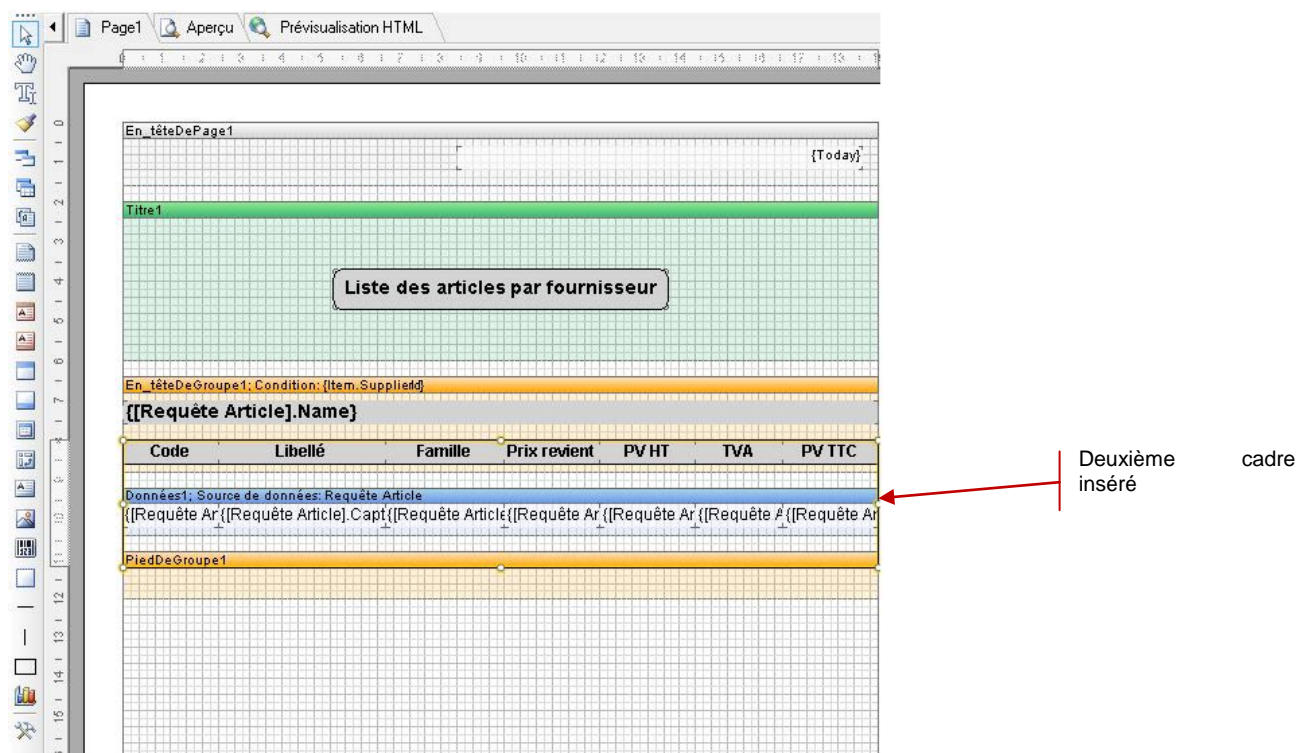 Page1 Aperçu Prévisualisation HTML
En_têteDePage1
{Today}
Titre1
Liste des articles par fournisseur
En_têteDeGroupe1; Condition: {Item.SupplierId}
{[Requête Article].Name}
Code Libellé Famille Prix revient PV HT TVA PV TTC
Deuxième cadre
inséré
Données1; Source de données: Requête Article
{[Requête Ar {[Requête Article].Capt {[Requête Article {[Requête Ar {[Requête Ar {[Requête A {[Requête Ar
PiedDeGroupe1